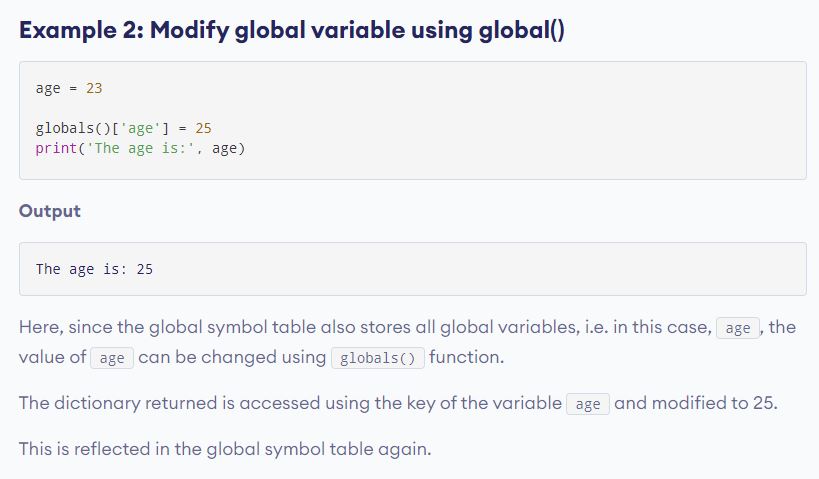 Example 2: Modify global variable using global()
age = 23
globals()['age'] = 25
print('The age is:', age)
Output
The age is: 25
Here, since the global symbol table also stores all global variables, i.e. in this case, age , the
value of age can be changed using globals() function.
The dictionary returned is accessed using the key of the variable age and modified to 25.
This is reflected in the global symbol table again.